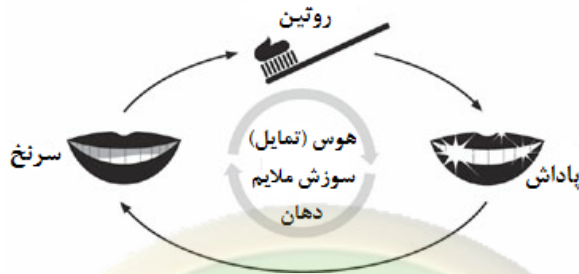 روتین
هوس (تمایل)
سوزش ملایم
دهان
سرنخ
پاداش